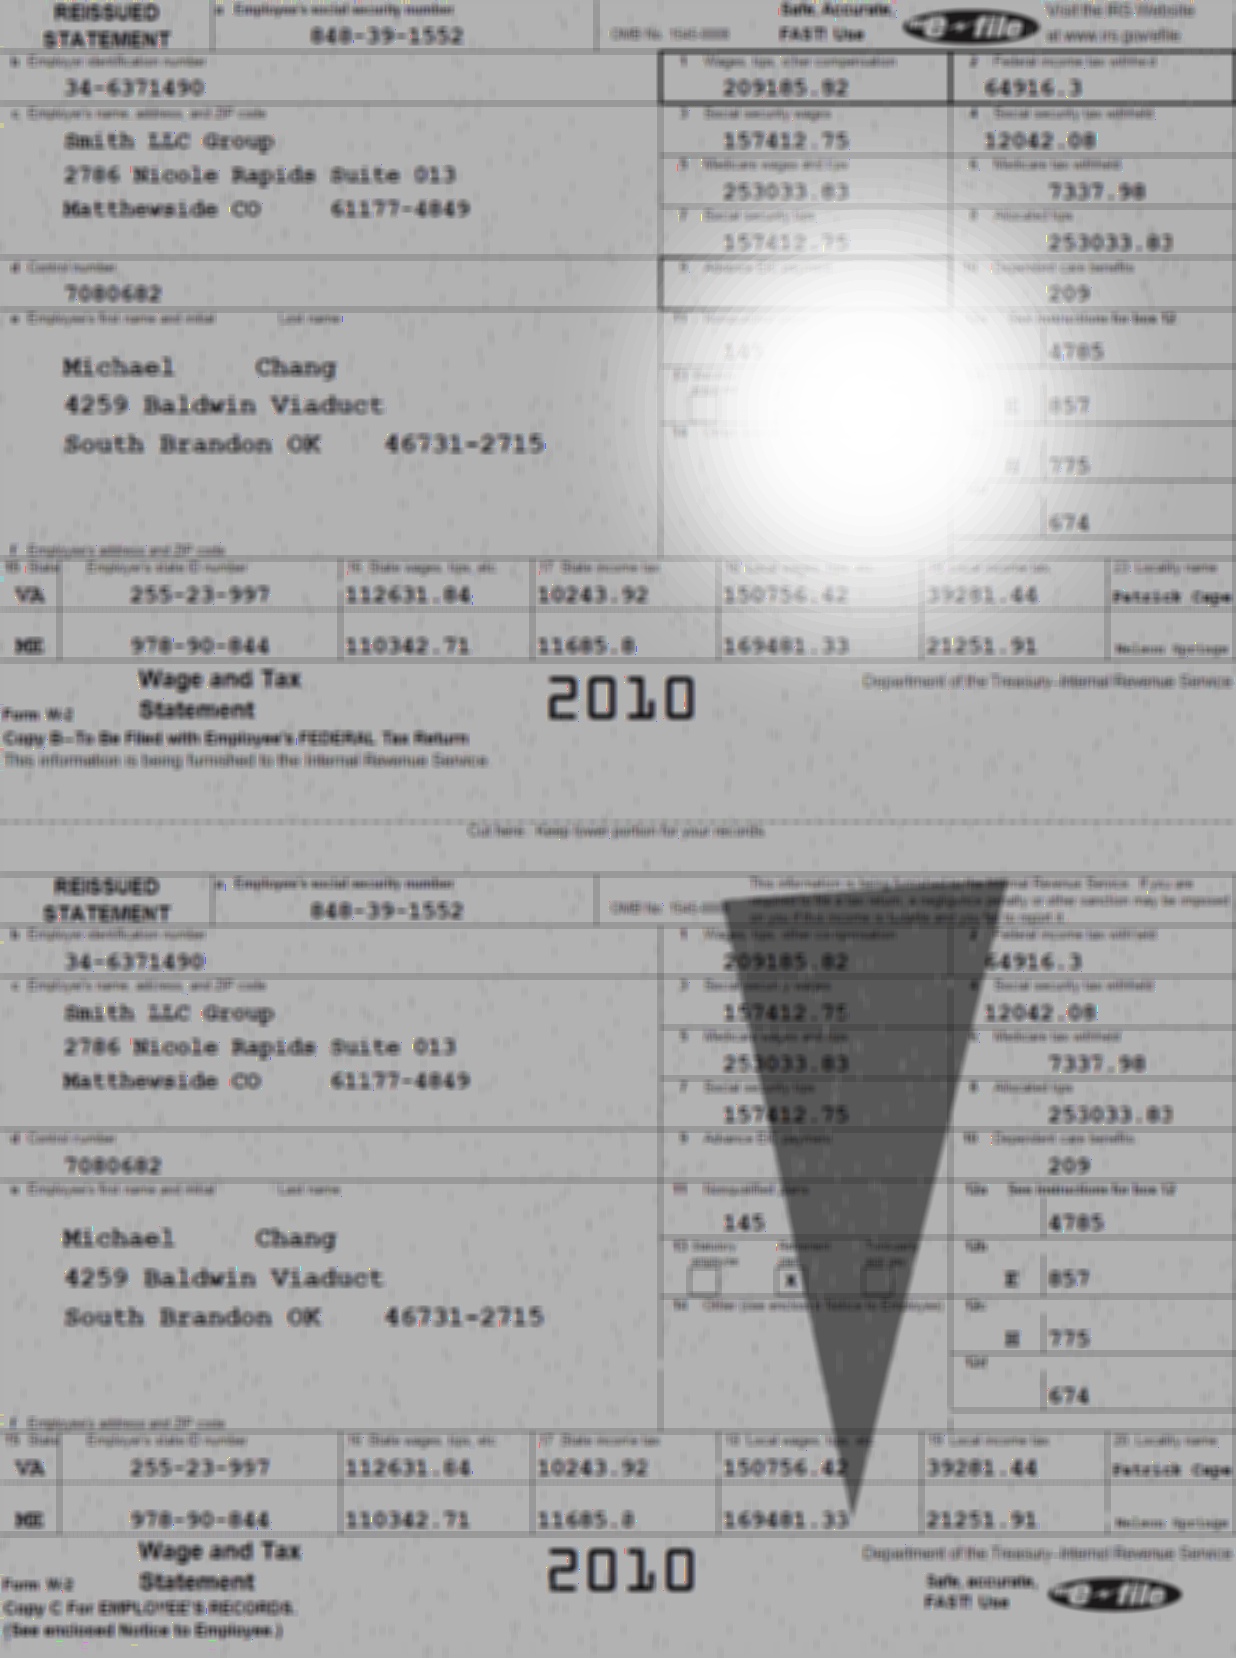 REISSUED STATEMENT
a Employee's social security number
848-39-1552
OMB No. 1545-0008
Safe, Accurate, FAST! Use
e-file
Visit the IRS Website at www.irs.gov/efile
b Employer identification number
34-6371490
1 Wages, tips, other compensation
209185.82
2 Federal income tax withheld
64916.3
c Employer's name, address, and ZIP code
Smith LLC Group
2786 Nicole Rapids Suite 013
Matthewside CO 61177-4849
3 Social security wages
157412.75
4 Social security tax withheld
12042.08
5 Medicare wages and tips
253033.83
6 Medicare tax withheld
7337.98
7 Social security tips
157412.75
8 Allocated tips
253033.83
d Control number
7080682
9 Advance EIC payment
10 Dependent care benefits
209
e Employee's first name and initial Last name
Michael Chang
4259 Baldwin Viaduct
South Brandon OK 46731-2715
11 Nonqualified
145
See instructions for box 12
4785
857
775
674
f Employee's address and ZIP code
15 State Employer's state ID number 16 State wages, tips, etc. 17 State income tax 18 Local wages, tips, etc. 19 Local income tax 20 Locality name
VA 255-23-997 112631.84 10243.92 150756.42 39281.44 Patrick Cape
ME 978-90-844 110342.71 11685.8 169481.33 21251.91 Nelson Springs
Form W-2
Wage and Tax Statement
2010
Department of the Treasury-Internal Revenue Service
Copy B-To Be Filed with Employee's FEDERAL Tax Return
This information is being furnished to the Internal Revenue Service.
Cut here. Keep lower portion for your records.
REISSUED STATEMENT
a Employee's social security number
848-39-1552
OMB No. 1545-0008
This information is being furnished to the Internal Revenue Service. If you are
required to file a tax return, a negligence penalty or other sanction may be imposed
on you if this income is taxable and you fail to report it.
b Employer identification number
34-6371490
1 Wages, tips, other compensation
209185.82
2 Federal income tax withheld
64916.3
c Employer's name, address, and ZIP code
Smith LLC Group
2786 Nicole Rapids Suite 013
Matthewside CO 61177-4849
3 Social security wages
157412.75
4 Social security tax withheld
12042.08
5 Medicare wages and tips
253033.83
6 Medicare tax withheld
7337.98
7 Social security tips
157412.75
8 Allocated tips
253033.83
d Control number
7080682
9 Advance EIC payment
10 Dependent care benefits
209
e Employee's first name and initial Last name
Michael Chang
4259 Baldwin Viaduct
South Brandon OK 46731-2715
11 Nonqualified plans
145
12a See instructions for box 12
4785
13 Statutory employee Retirement plan Third-party sick pay
x
12b
E 857
14 Other (see enclosed Notice to Employee)
12c
H 775
12d
674
f Employee's address and ZIP code
15 State Employer's state ID number 16 State wages, tips, etc. 17 State income tax 18 Local wages, tips, etc. 19 Local income tax 20 Locality name
VA 255-23-997 112631.84 10243.92 150756.42 39281.44 Patrick Cape
ME 978-90-844 110342.71 11685.8 169481.33 21251.91 Nelson Springs
Form W-2
Wage and Tax Statement
2010
Department of the Treasury-Internal Revenue Service
Copy C For EMPLOYEE'S RECORDS.
(See enclosed Notice to Employee.)
Safe, accurate, FAST! Use
e-file